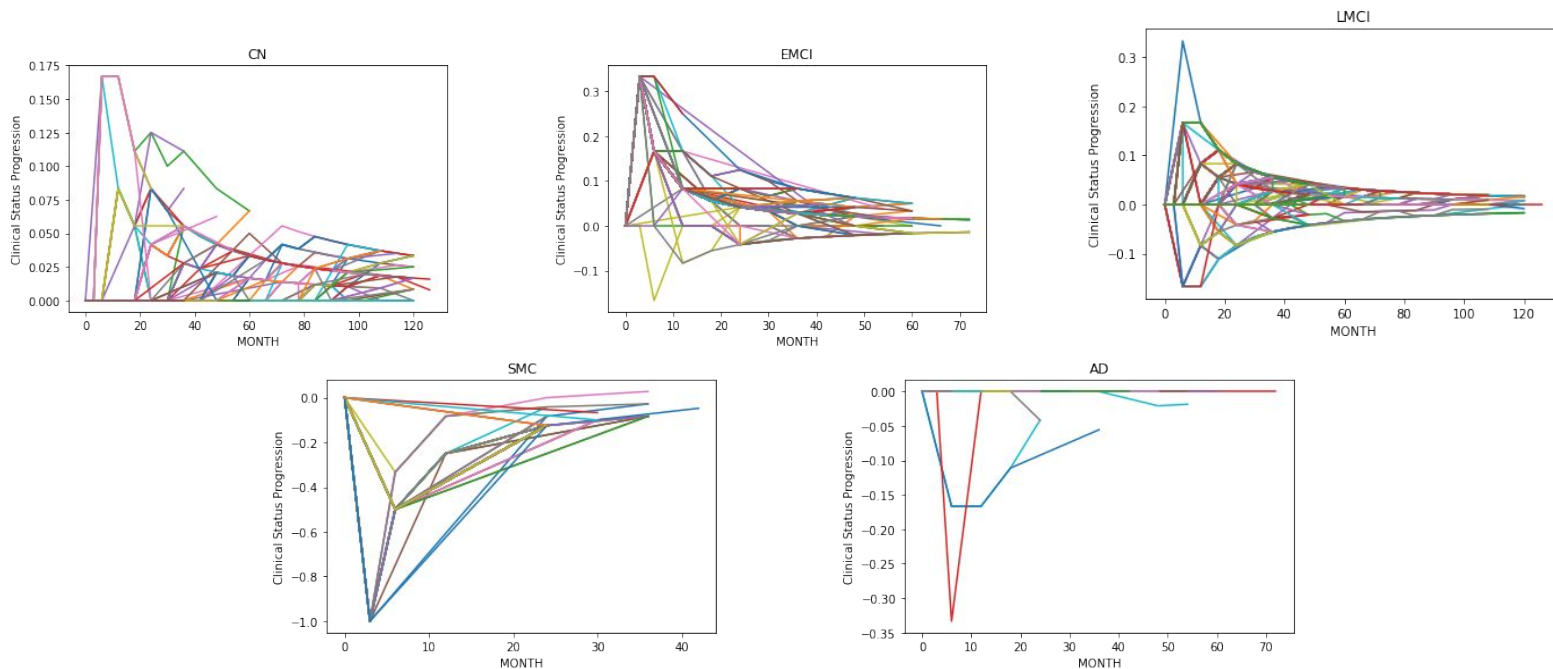 CN
Clinical Status Progression
0.175
0.150
0.125
0.100
0.075
0.050
0.025
0.000
0 20 40 60 80 100 120
MONTH
EMCI
Clinical Status Progression
0.3
0.2
0.1
0.0
−0.1
0 10 20 30 40 50 60 70
MONTH
LMCI
Clinical Status Progression
0.3
0.2
0.1
0.0
−0.1
0 20 40 60 80 100 120
MONTH
SMC
Clinical Status Progression
0.0
−0.2
−0.4
−0.6
−0.8
−1.0
0 10 20 30 40
MONTH
AD
Clinical Status Progression
0.00
−0.05
−0.10
−0.15
−0.20
−0.25
−0.30
−0.35
0 10 20 30 40 50 60 70
MONTH